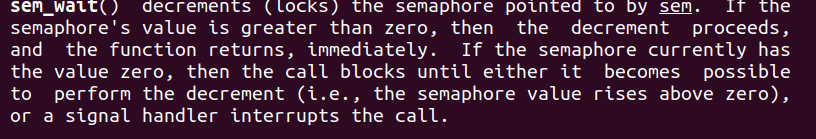 sem_wait() decrements (locks) the semaphore pointed to by sem. If the
semaphore's value is greater than zero, then the decrement proceeds,
and the function returns, immediately. If the semaphore currently has
the value zero, then the call blocks until either it becomes possible
to perform the decrement (i.e., the semaphore value rises above zero),
or a signal handler interrupts the call.